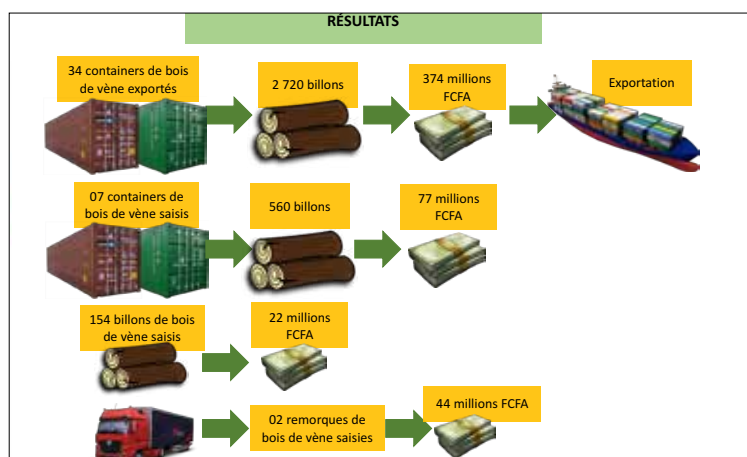 RÉSULTATS
34 containers de bois
de vène exportés
2 720 billons
374 millions
FCFA
Exportation
07 containers de
bois de vène saisis
560 billons
77 millions
FCFA
154 billons de bois
de vène saisis
22 millions
FCFA
02 remorques de
bois de vène saisies
44 millions FCFA